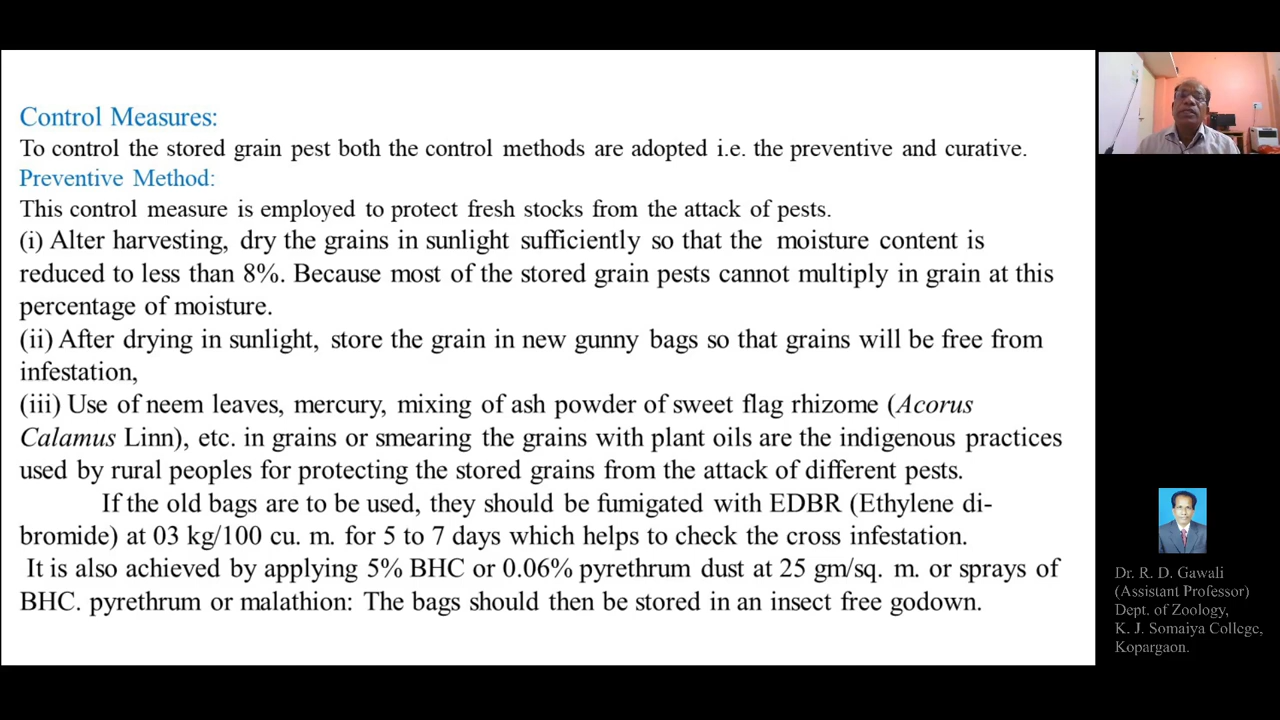 Control Measures:
To control the stored grain pest both the control methods are adopted i.e. the preventive and curative.
Preventive Method:
This control measure is employed to protect fresh stocks from the attack of pests.
(i) Alter harvesting, dry the grains in sunlight sufficiently so that the moisture content is
reduced to less than 8%. Because most of the stored grain pests cannot multiply in grain at this
percentage of moisture.
(ii) After drying in sunlight, store the grain in new gunny bags so that grains will be free from
infestation,
(iii) Use of neem leaves, mercury, mixing of ash powder of sweet flag rhizome (Acorus
Calamus Linn), etc. in grains or smearing the grains with plant oils are the indigenous practices
used by rural peoples for protecting the stored grains from the attack of different pests.
If the old bags are to be used, they should be fumigated with EDBR (Ethylene di-
bromide) at 03 kg/100 cu. m. for 5 to 7 days which helps to check the cross infestation.
It is also achieved by applying 5% BHC or 0.06% pyrethrum dust at 25 gm/sq. m. or sprays of
BHC. pyrethrum or malathion: The bags should then be stored in an insect free godown.
Dr. R. D. Gawali
(Assistant Professor)
Dept. of Zoology,
K. J. Somaiya College,
Kopargaon.